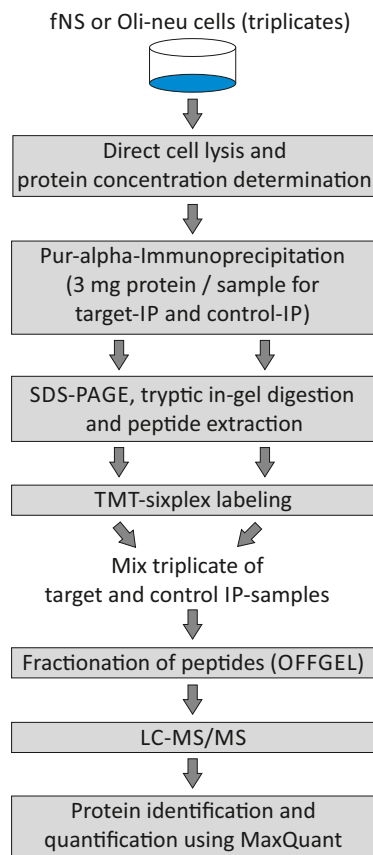 fNS or Oli-neu cells (triplicates)
Direct cell lysis and
protein concentration determination
Pur-alpha-Immunoprecipitation
(3 mg protein / sample for
target-IP and control-IP)
SDS-PAGE, tryptic in-gel digestion
and peptide extraction
TMT-sixplex labeling
Mix triplicate of
target and control IP-samples
Fractionation of peptides (OFFGEL)
LC-MS/MS
Protein identification and
quantification using MaxQuant